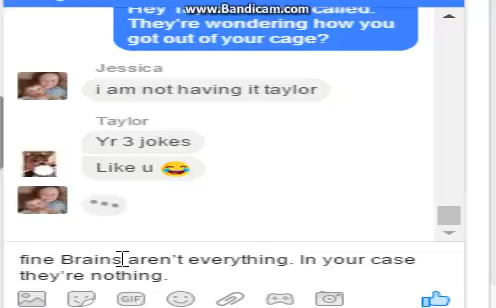 www.Bandicam.com
Hey T called.
They're wondering how you
got out of your cage?
Jessica
i am not having it taylor
Taylor
Yr 3 jokes
Like u 😂
fine Brains aren't everything. In your case
they're nothing.
GIF